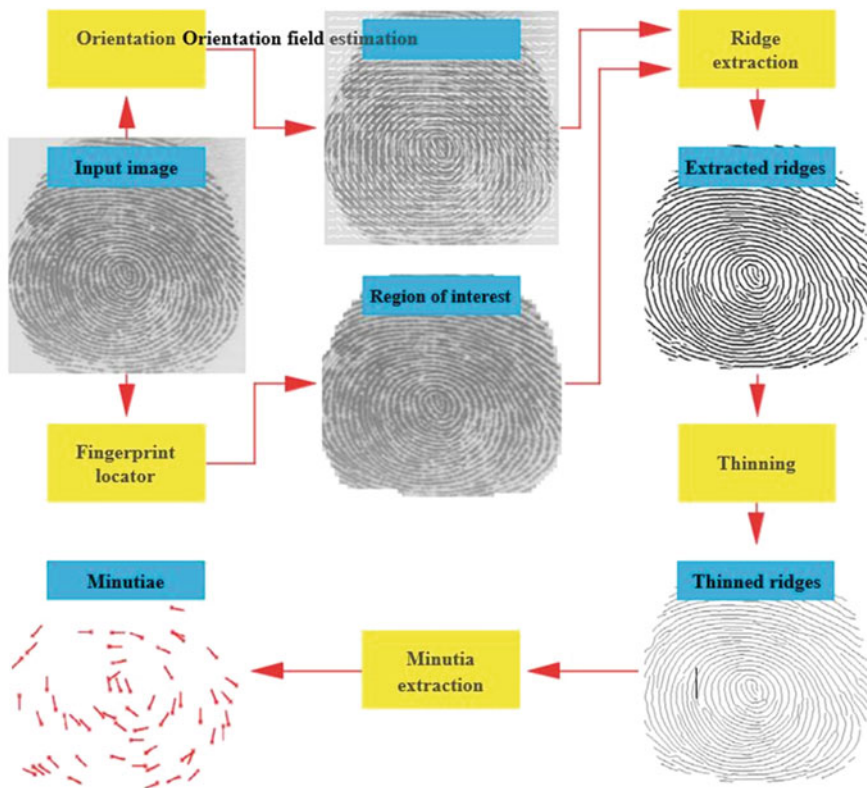 Orientation Orientation field estimation
Ridge
extraction
Input image
Extracted ridges
Region of interest
Fingerprint
locator
Thinning
Minutiae
Thinned ridges
Minutia
extraction